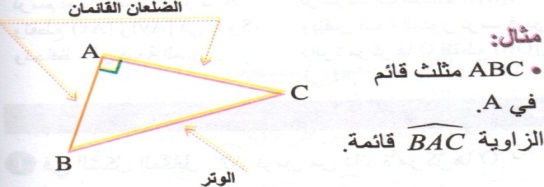 الضلعان القائمان
مثال:
• ABC مثلث قائم
في A.
الزاوية BAC قائمة.
A
C
B
الوتر